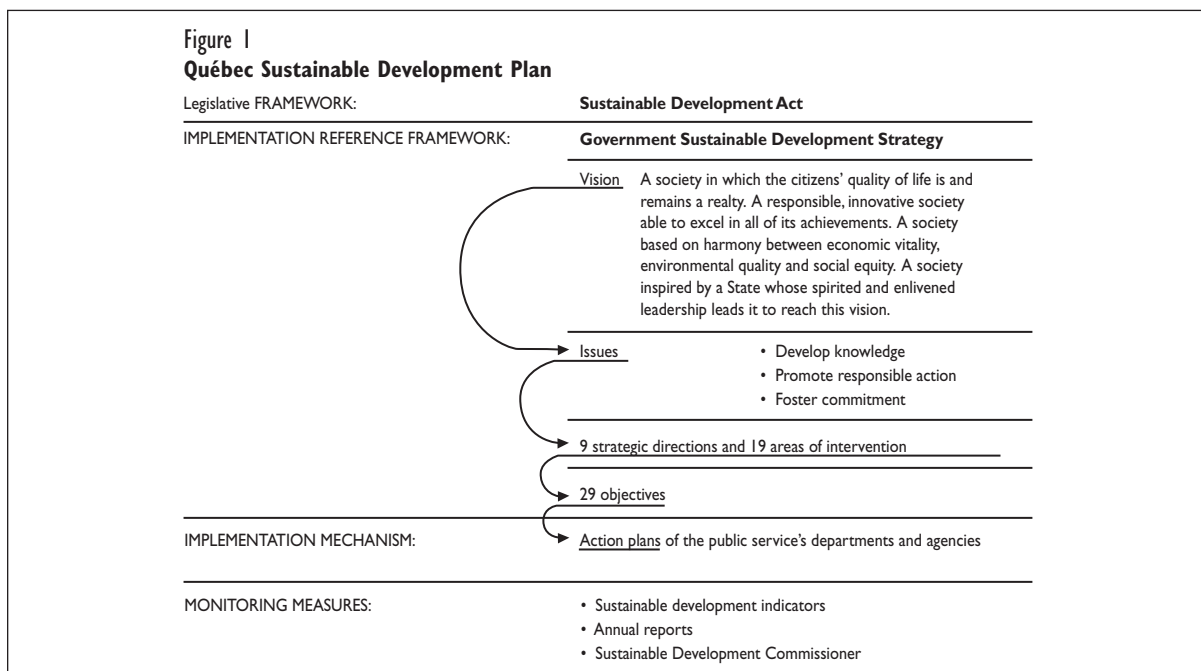 Figure 1
Québec Sustainable Development Plan
Legislative FRAMEWORK: Sustainable Development Act
IMPLEMENTATION REFERENCE FRAMEWORK: Government Sustainable Development Strategy
Vision A society in which the citizens’ quality of life is and
remains a realty. A responsible, innovative society
able to excel in all of its achievements. A society
based on harmony between economic vitality,
environmental quality and social equity. A society
inspired by a State whose spirited and enlivened
leadership leads it to reach this vision.
Issues • Develop knowledge
• Promote responsible action
• Foster commitment
9 strategic directions and 19 areas of intervention
29 objectives
IMPLEMENTATION MECHANISM: Action plans of the public service’s departments and agencies
MONITORING MEASURES: • Sustainable development indicators
• Annual reports
• Sustainable Development Commissioner